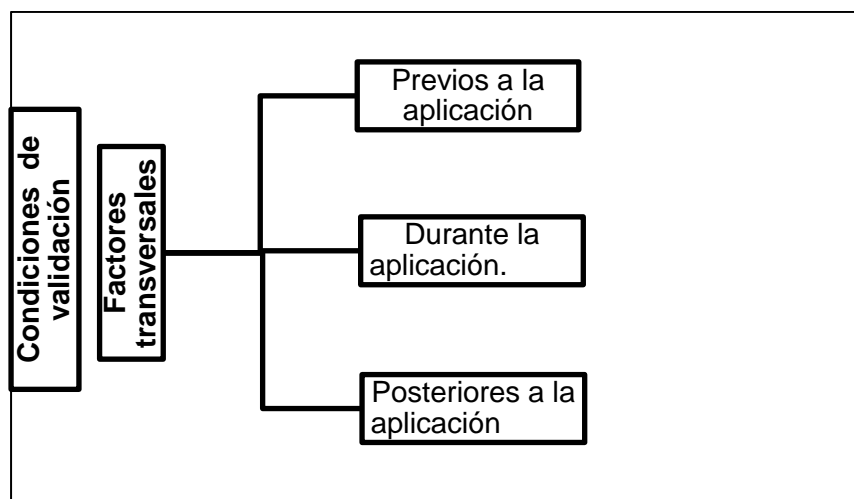 Condiciones de
validación
Factores
transversales
Previos a la
aplicación
Durante la
aplicación.
Posteriores a la
aplicación